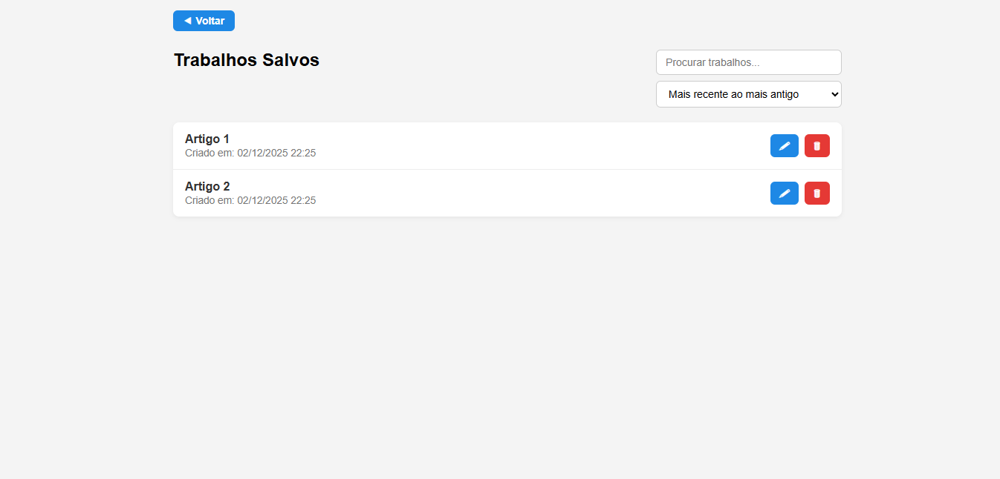 ◀ Voltar
Trabalhos Salvos
Procurar trabalhos...
Mais recente ao mais antigo
Artigo 1
Criado em: 02/12/2025 22:25
Artigo 2
Criado em: 02/12/2025 22:25